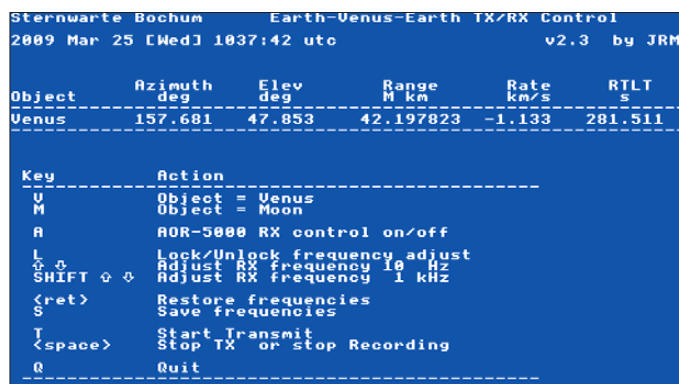 Sternwarte Bochum Earth-Venus-Earth TX/RX Control
2009 Mar 25 [Wed] 1037:42 utc v2.3 by JRM
Azimuth Elev Range Rate RTLT
Object deg deg M km km/s s
Venus 157.681 47.853 42.197823 -1.133 281.511
Key Action
V Object = Venus
M Object = Moon
A AOR-5000 RX control on/off
L Lock/Unlock frequency adjust
⇧ ⇩ Adjust RX frequency 10 Hz
SHIFT ⇧ ⇩ Adjust RX frequency 1 kHz
<ret> Restore frequencies
S Save frequencies
T Start Transmit
<space> Stop TX or stop Recording
Q Quit